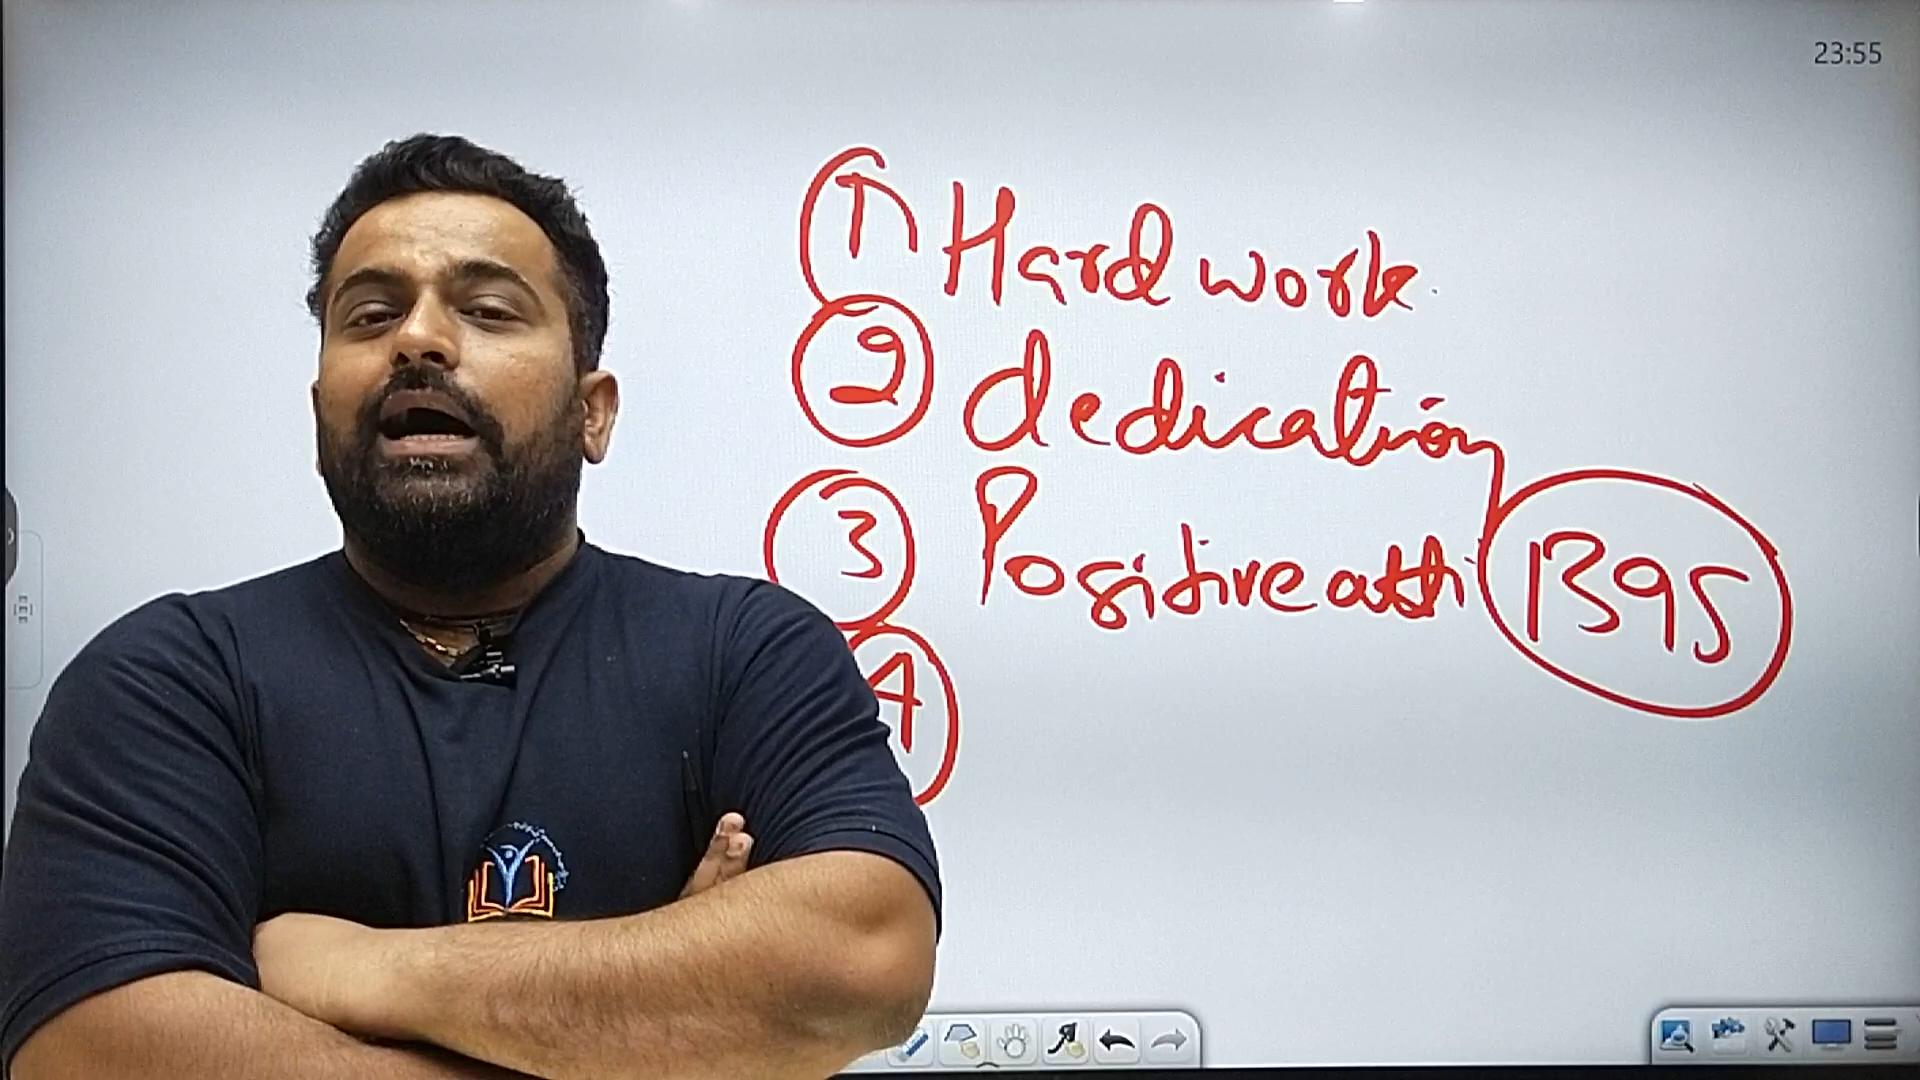 23:55
1 Hard work
2 dedication
3 Positive atti
1395
4